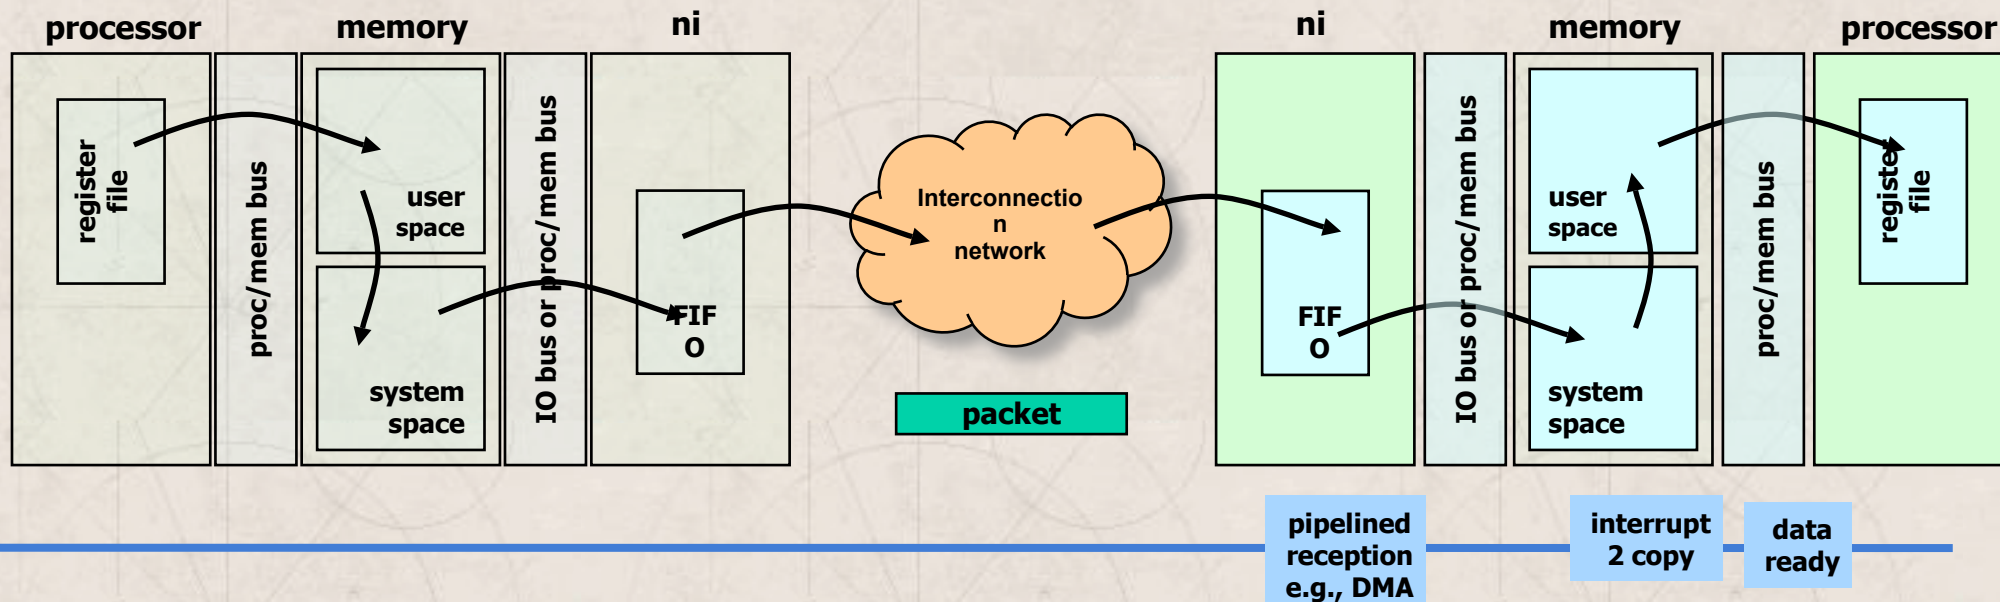 processor
memory
ni
ni
memory
processor
register
file
proc/mem bus
user
space
system
space
IO bus or proc/mem bus
FIF
O
Interconnectio
n
network
packet
FIF
O
IO bus or proc/mem bus
user
space
system
space
proc/mem bus
register
file
pipelined
reception
e.g., DMA
interrupt
2 copy
data
ready